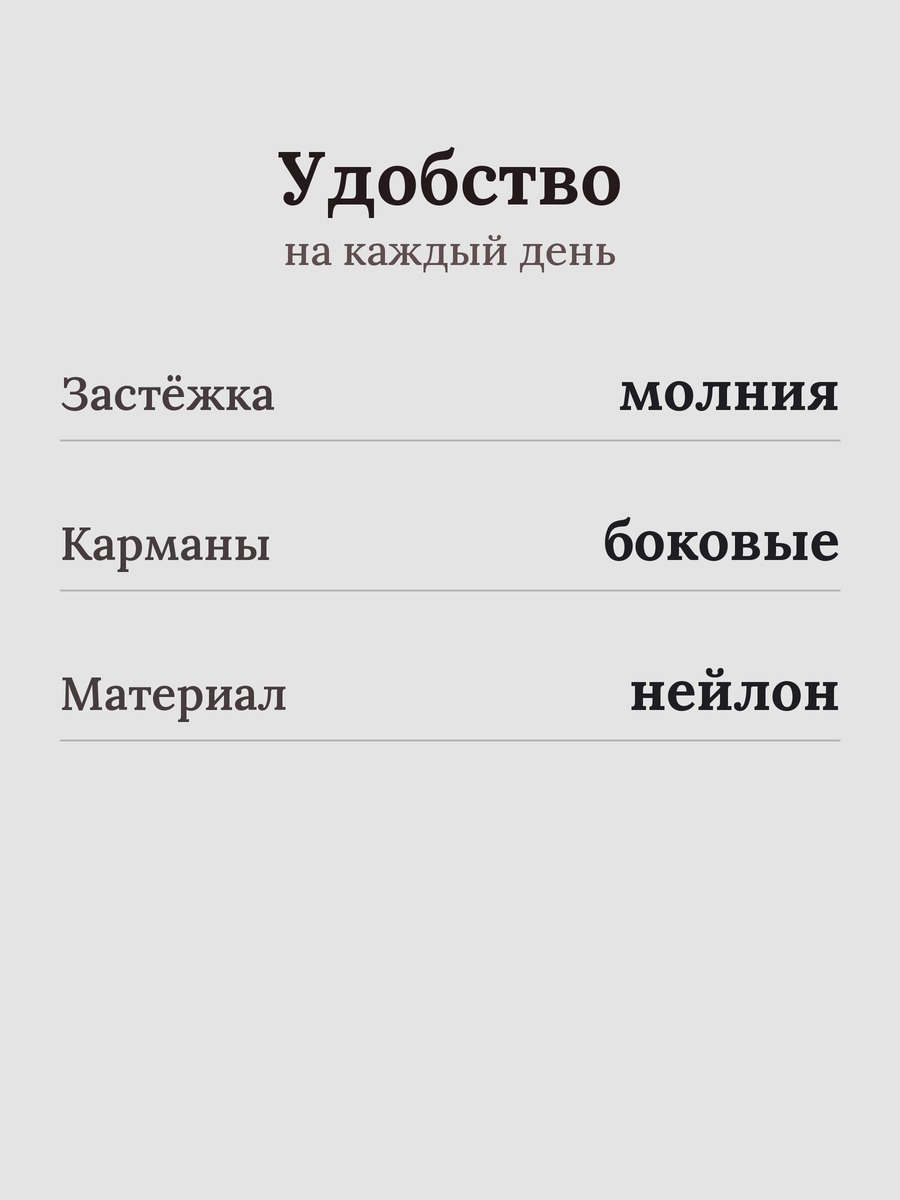 Удобство
на каждый день
Застёжка молния
Карманы боковые
Материал нейлон